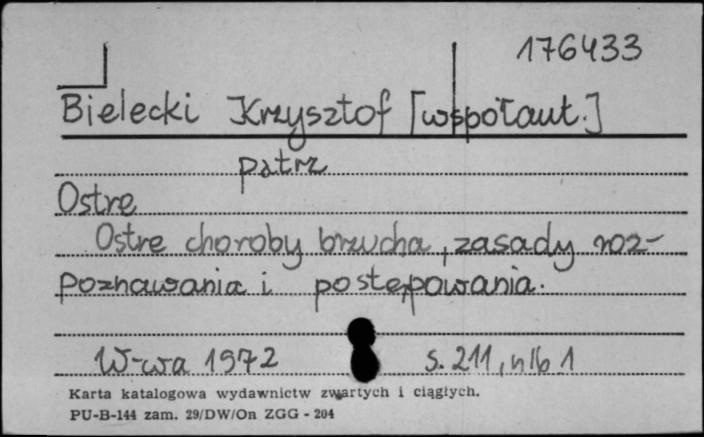 176433
Bielecki Krzysztof [współaut.]
patrz
Ostre
Ostre choroby brzucha, zasady roz-
poznawania i postępowania.
W-wa 1972 s. 211, nlb 1
Karta katalogowa wydawnictw zwartych i ciągłych.
PU-B-144 zam. 29/DW/On ZGG - 204